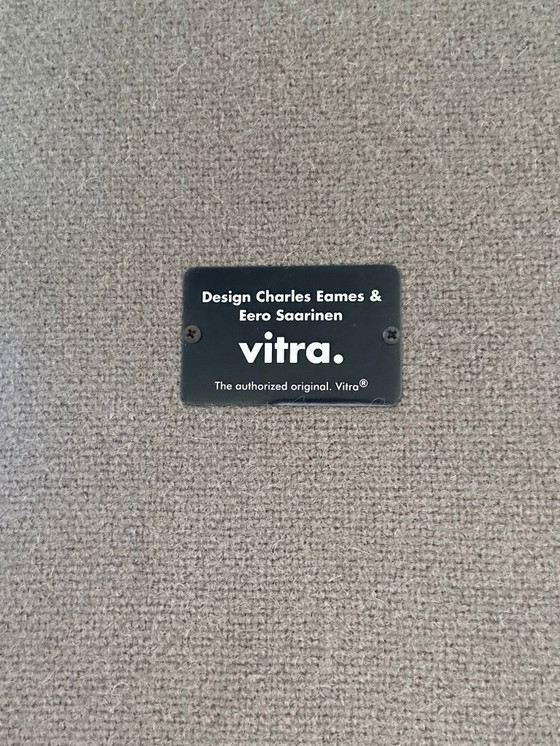 Design Charles Eames &
Eero Saarinen
vitra.
The authorized original. Vitra®